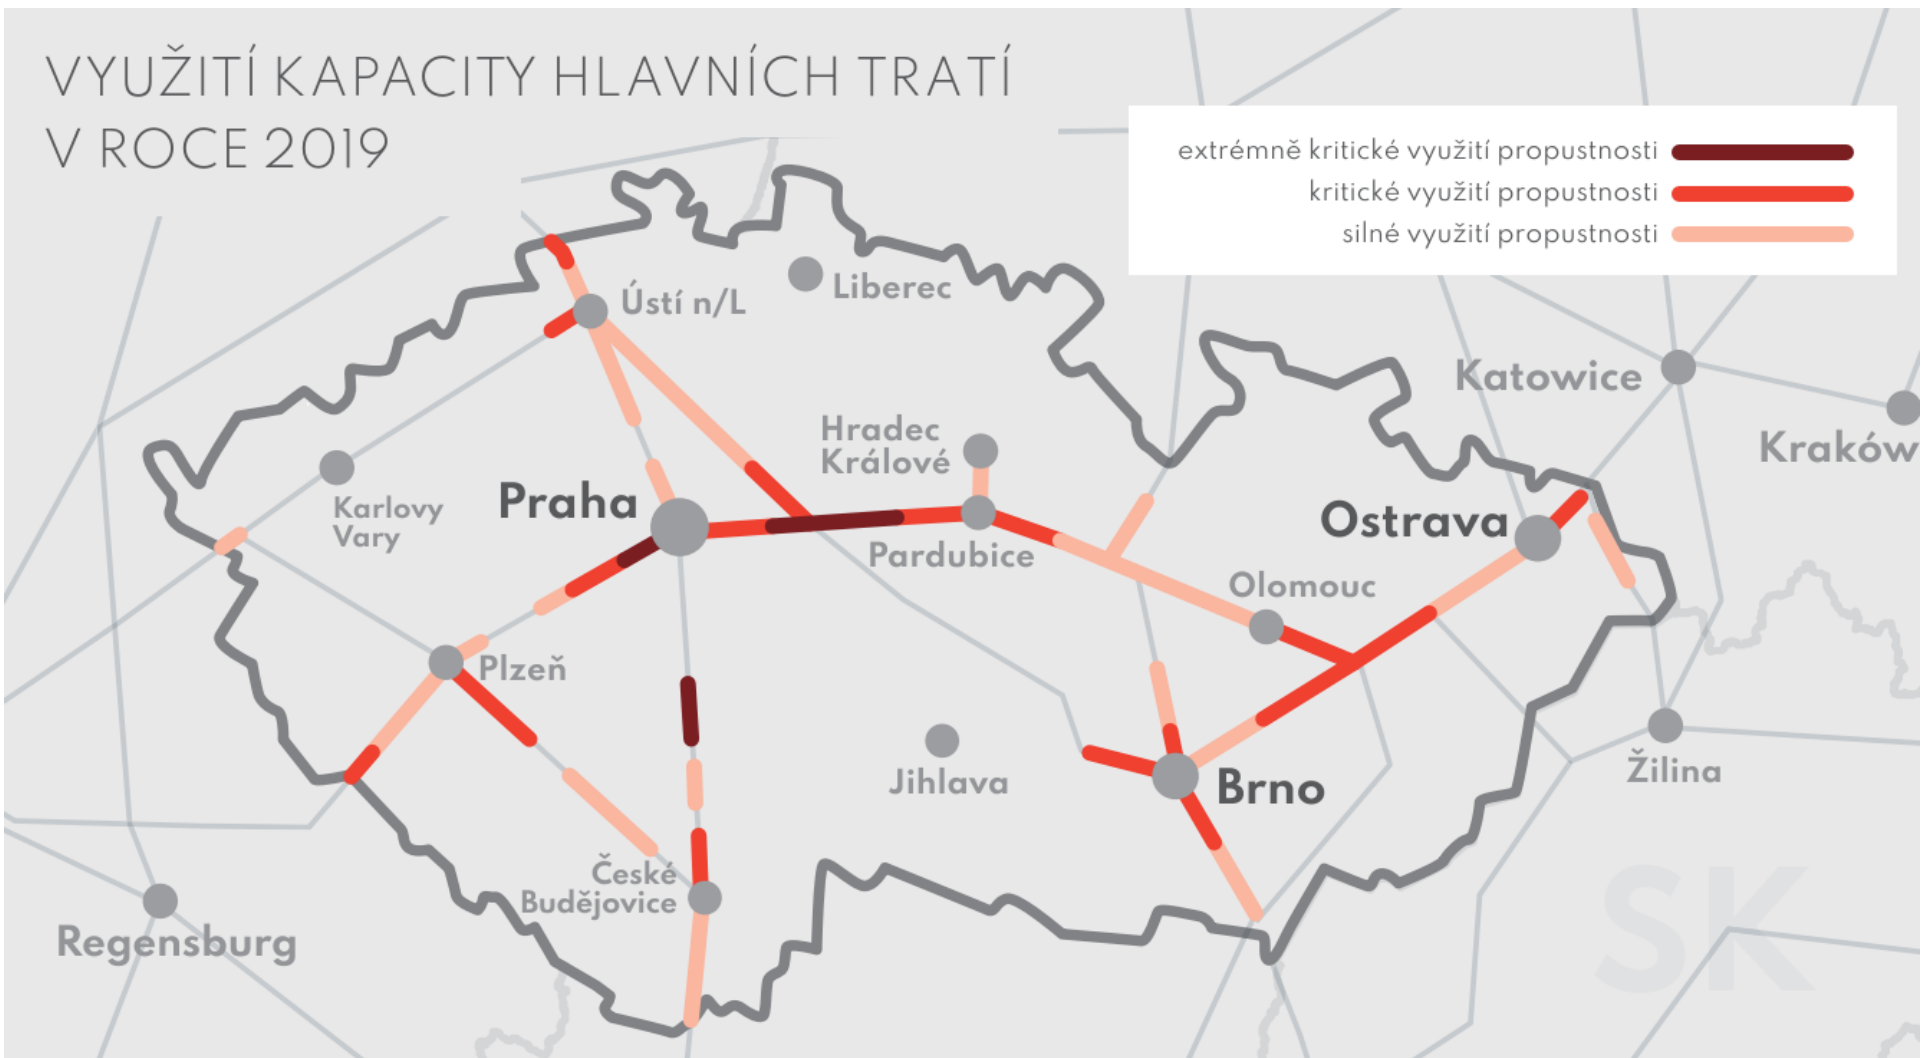 VYUŽITÍ KAPACITY HLAVNÍCH TRATÍ
V ROCE 2019
extrémně kritické využití propustnosti
kritické využití propustnosti
silné využití propustnosti
Ústí n/L
Liberec
Katowice
Hradec
Králové
Kraków
Karlovy
Vary
Praha
Ostrava
Pardubice
Olomouc
Plzeň
Jihlava
Brno
Žilina
České
Budějovice
Regensburg
SK